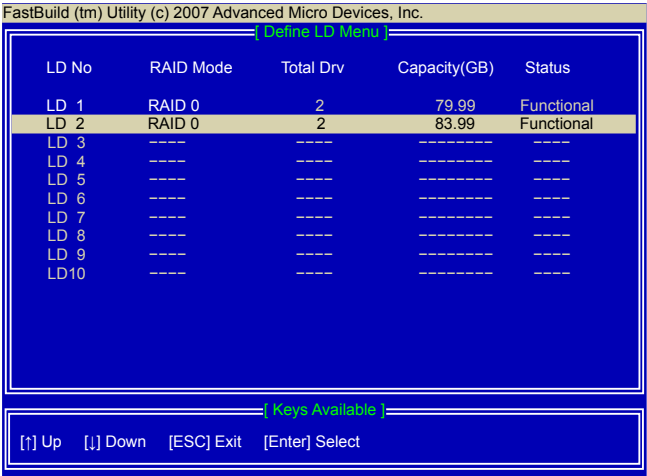 FastBuild (tm) Utility (c) 2007 Advanced Micro Devices, Inc.
[ Define LD Menu ]
LD No RAID Mode Total Drv Capacity(GB) Status
LD 1 RAID 0 2 79.99 Functional
LD 2 RAID 0 2 83.99 Functional
LD 3 –––– –––– –––––––– ––––
LD 4 –––– –––– –––––––– ––––
LD 5 –––– –––– –––––––– ––––
LD 6 –––– –––– –––––––– ––––
LD 7 –––– –––– –––––––– ––––
LD 8 –––– –––– –––––––– ––––
LD 9 –––– –––– –––––––– ––––
LD10 –––– –––– –––––––– ––––
[ Keys Available ]
[↑] Up [↓] Down [ESC] Exit [Enter] Select